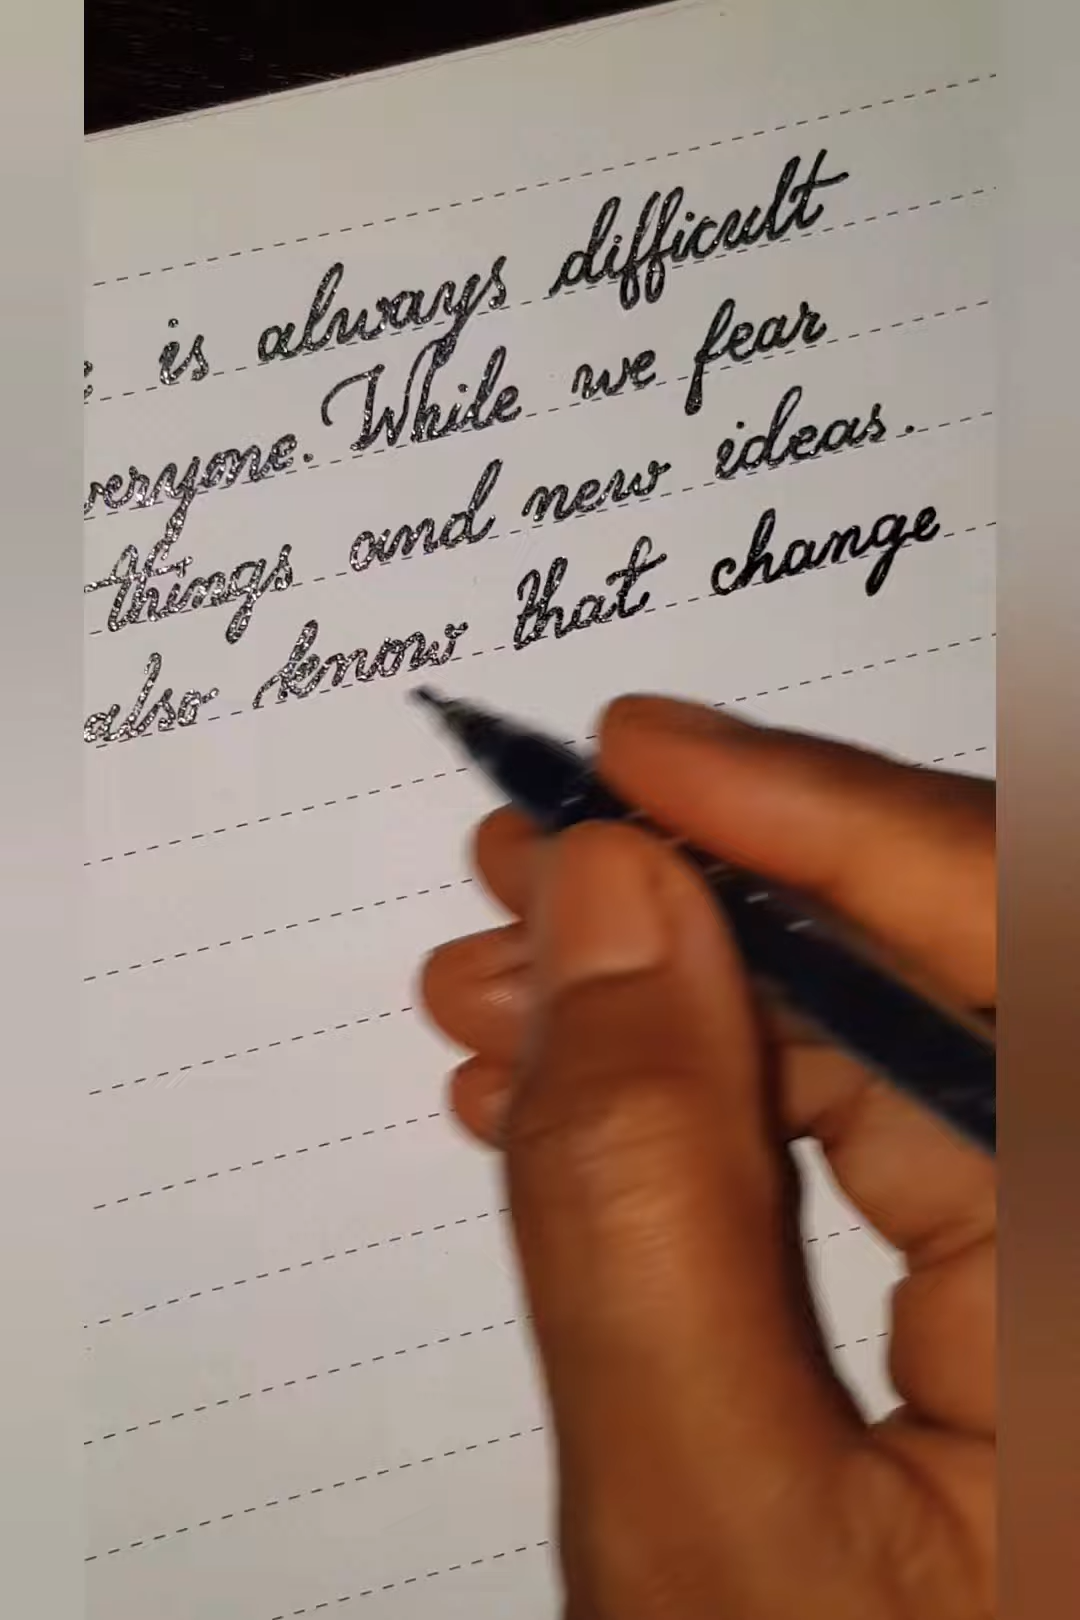 is always difficult
veryone. While we fear
things and new ideas.
also know that change